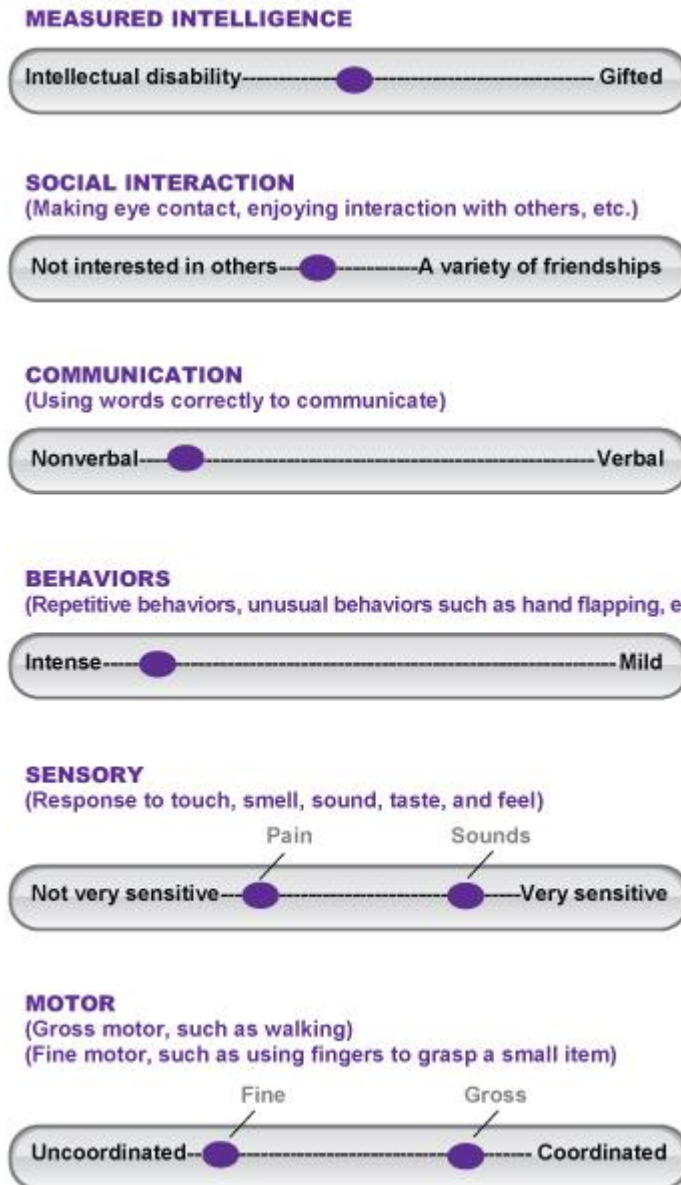 MEASURED INTELLIGENCE
Intellectual disability Gifted
SOCIAL INTERACTION
(Making eye contact, enjoying interaction with others, etc.)
Not interested in others A variety of friendships
COMMUNICATION
(Using words correctly to communicate)
Nonverbal Verbal
BEHAVIORS
(Repetitive behaviors, unusual behaviors such as hand flapping, e
Intense Mild
SENSORY
(Response to touch, smell, sound, taste, and feel)
Pain Sounds
Not very sensitive Very sensitive
MOTOR
(Gross motor, such as walking)
(Fine motor, such as using fingers to grasp a small item)
Fine Gross
Uncoordinated Coordinated